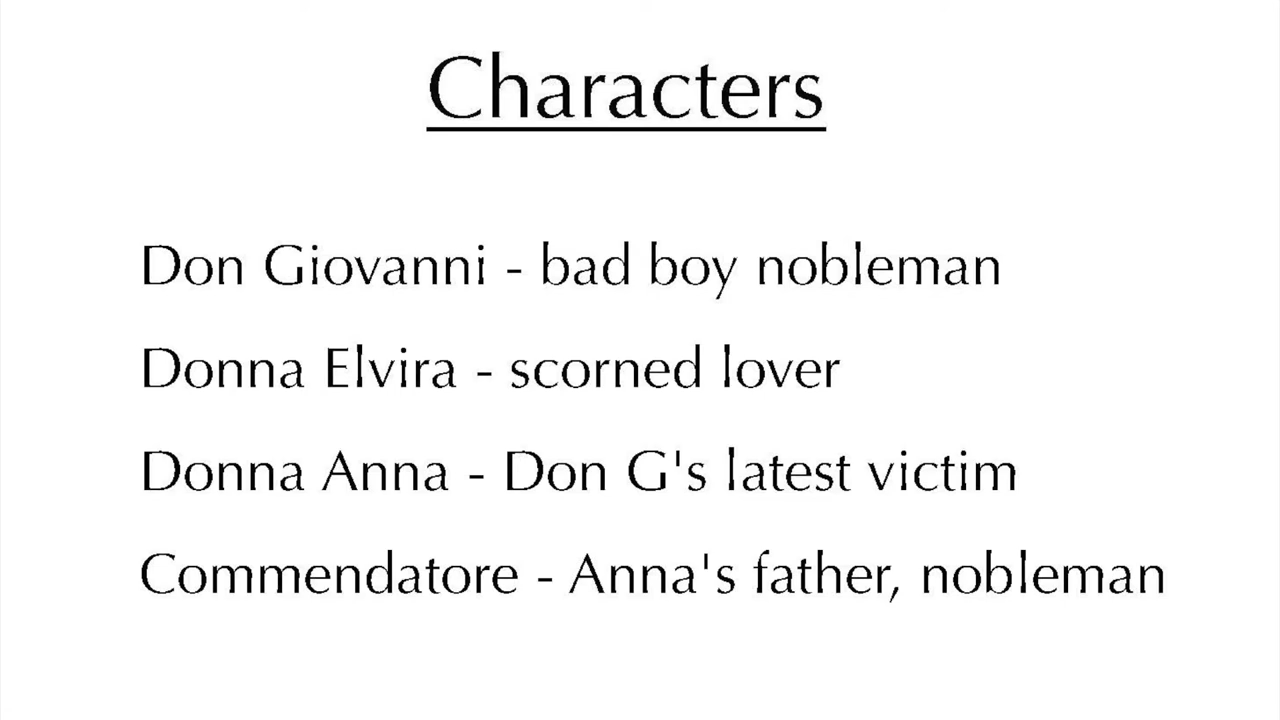 Characters
Don Giovanni - bad boy nobleman
Donna Elvira - scorned lover
Donna Anna - Don G's latest victim
Commendatore - Anna's father, nobleman